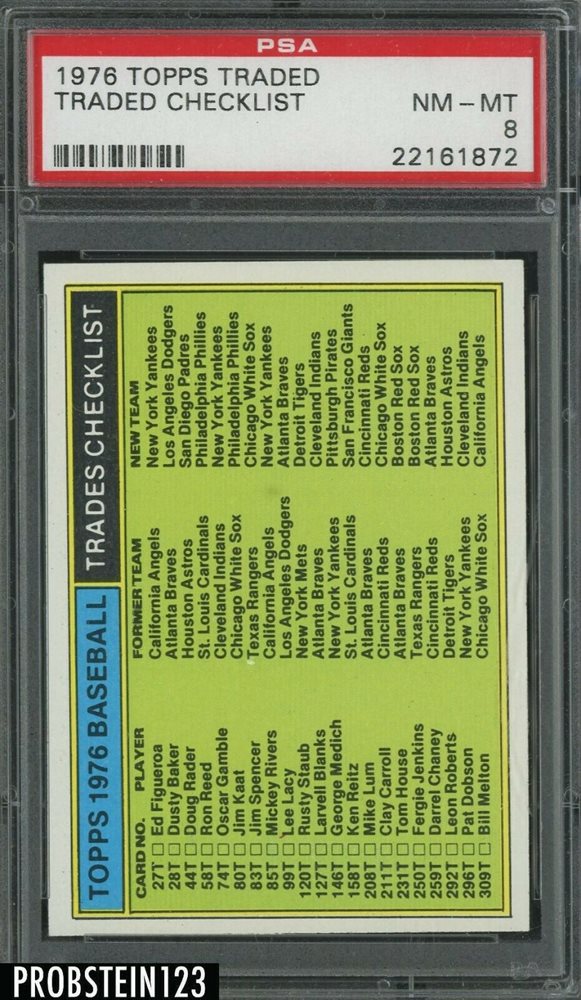 PSA
1976 TOPPS TRADED
TRADED CHECKLIST NM - MT
8
22161872
TOPPS 1976 BASEBALL TRADES CHECKLIST
CARD NO. PLAYER FORMER TEAM NEW TEAM
27T □ Ed Figueroa California Angels New York Yankees
28T □ Dusty Baker Atlanta Braves Los Angeles Dodgers
44T □ Doug Rader Houston Astros San Diego Padres
58T □ Ron Reed St. Louis Cardinals Philadelphia Phillies
74T □ Oscar Gamble Cleveland Indians New York Yankees
80T □ Jim Kaat Chicago White Sox Philadelphia Phillies
83T □ Jim Spencer Texas Rangers Chicago White Sox
85T □ Mickey Rivers California Angels New York Yankees
99T □ Lee Lacy Los Angeles Dodgers Atlanta Braves
120T □ Rusty Staub New York Mets Detroit Tigers
127T □ Larvell Blanks Atlanta Braves Cleveland Indians
146T □ George Medich New York Yankees Pittsburgh Pirates
158T □ Ken Reitz St. Louis Cardinals San Francisco Giants
208T □ Mike Lum Atlanta Braves Cincinnati Reds
211T □ Clay Carroll Cincinnati Reds Chicago White Sox
231T □ Tom House Atlanta Braves Boston Red Sox
250T □ Fergie Jenkins Texas Rangers Boston Red Sox
259T □ Darrel Chaney Cincinnati Reds Atlanta Braves
292T □ Leon Roberts Detroit Tigers Houston Astros
296T □ Pat Dobson New York Yankees Cleveland Indians
309T □ Bill Melton Chicago White Sox California Angels
PROBSTEIN123